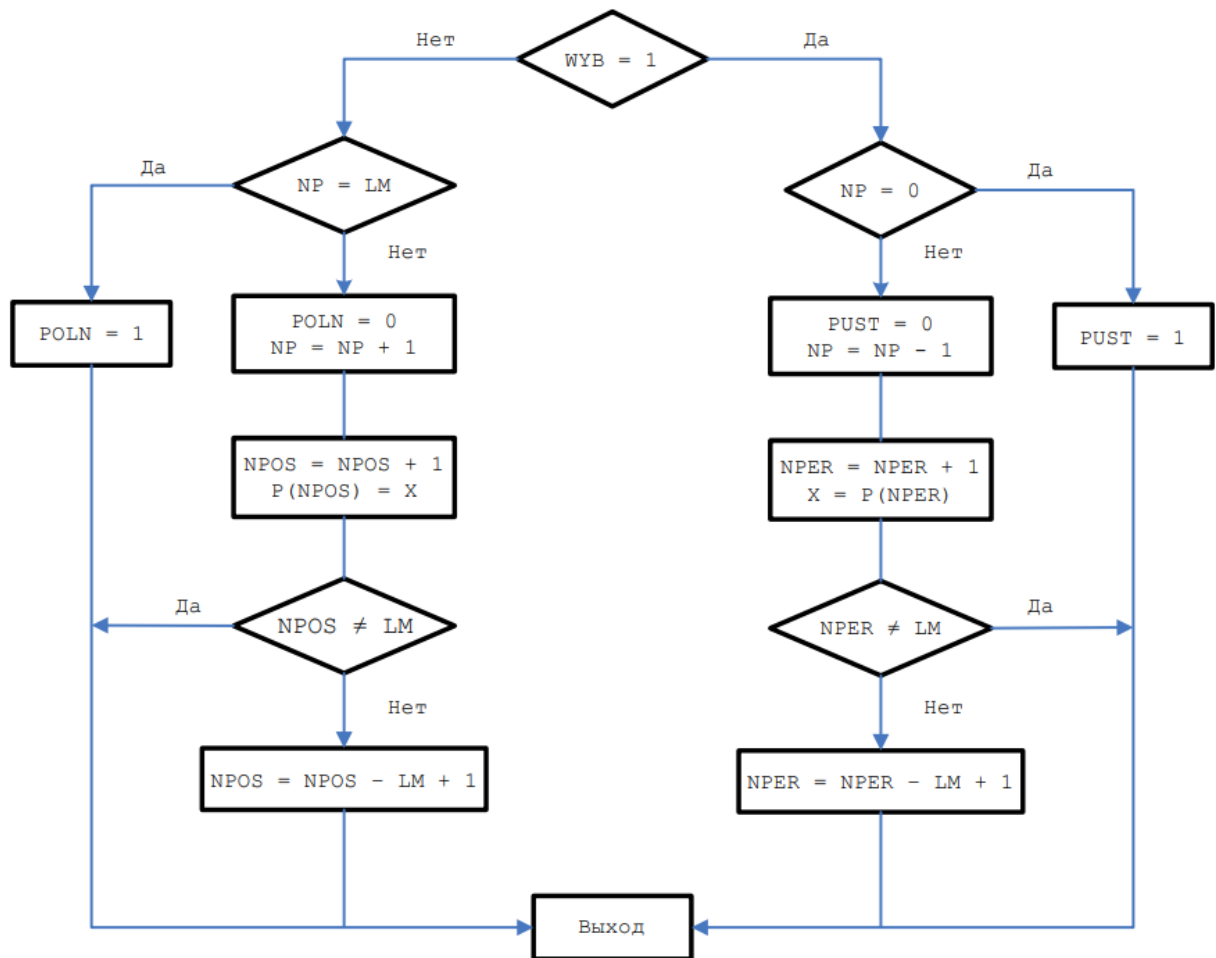 Нет
Да
WYB = 1
Да
NP = LM
NP = 0
Да
Нет
Нет
POLN = 1
POLN = 0
NP = NP + 1
PUST = 0
NP = NP - 1
PUST = 1
NPOS = NPOS + 1
P(NPOS) = X
NPER = NPER + 1
X = P(NPER)
Да
NPOS ≠ LM
NPER ≠ LM
Да
Нет
Нет
NPOS = NPOS – LM + 1
NPER = NPER – LM + 1
Выход